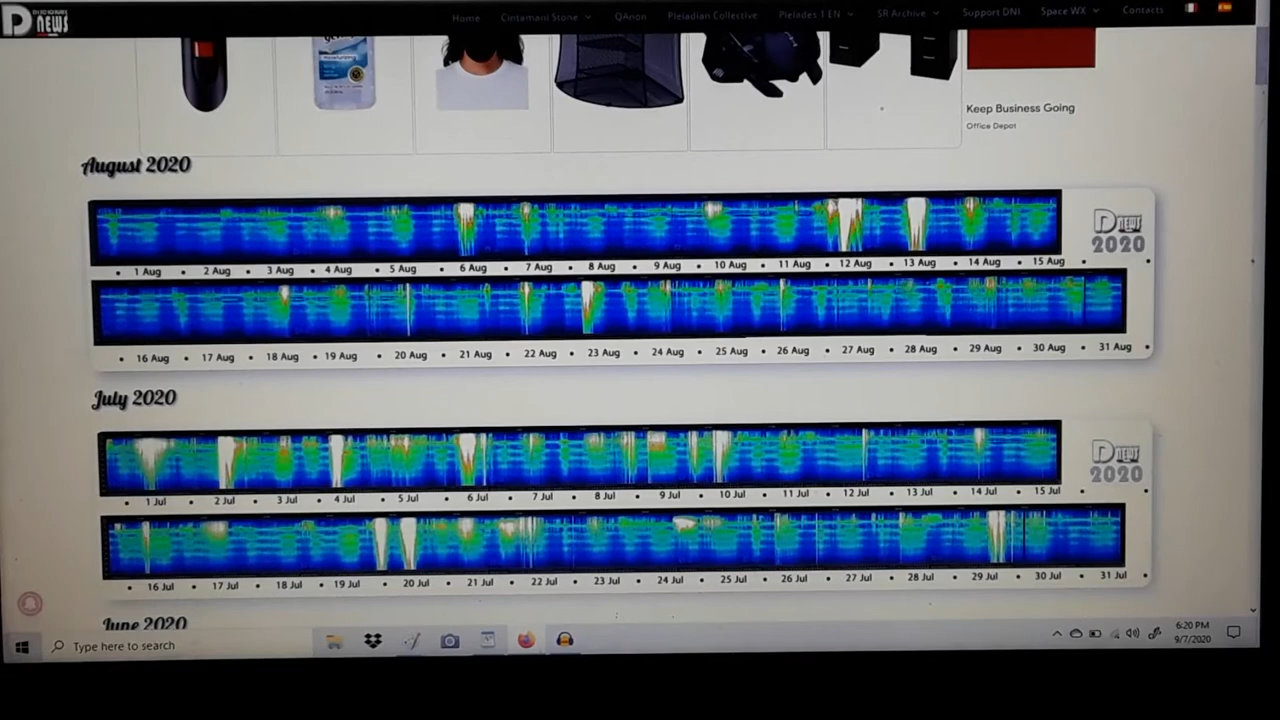 D NEWS
Home Cintamani Stone QAnon Pleiadian Collective Pleiades 1 EN SR Archive Support DNI Space WX Contacts
Keep Business Going
Office Depot
August 2020
D NEWS
2020
1 Aug 2 Aug 3 Aug 4 Aug 5 Aug 6 Aug 7 Aug 8 Aug 9 Aug 10 Aug 11 Aug 12 Aug 13 Aug 14 Aug 15 Aug
16 Aug 17 Aug 18 Aug 19 Aug 20 Aug 21 Aug 22 Aug 23 Aug 24 Aug 25 Aug 26 Aug 27 Aug 28 Aug 29 Aug 30 Aug 31 Aug
July 2020
D NEWS
2020
1 Jul 2 Jul 3 Jul 4 Jul 5 Jul 6 Jul 7 Jul 8 Jul 9 Jul 10 Jul 11 Jul 12 Jul 13 Jul 14 Jul 15 Jul
16 Jul 17 Jul 18 Jul 19 Jul 20 Jul 21 Jul 22 Jul 23 Jul 24 Jul 25 Jul 26 Jul 27 Jul 28 Jul 29 Jul 30 Jul 31 Jul
June 2020
Type here to search
6:20 PM
9/7/2020